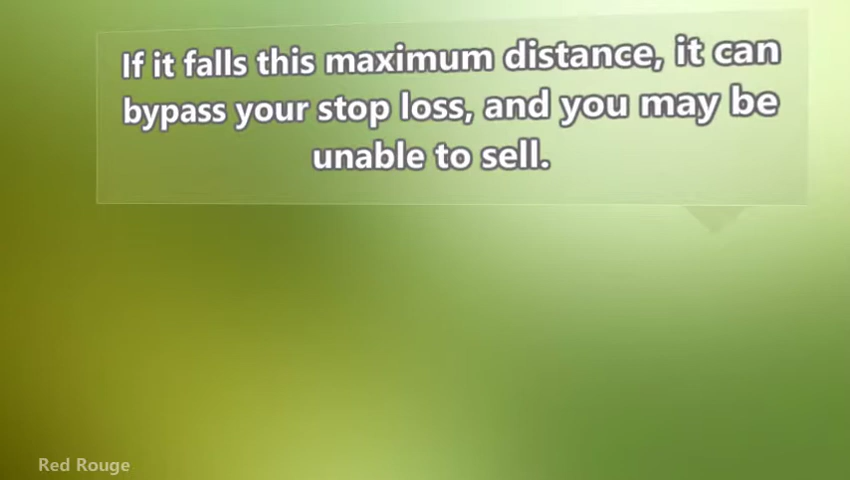 If it falls this maximum distance, it can
bypass your stop loss, and you may be
unable to sell.
Red Rouge